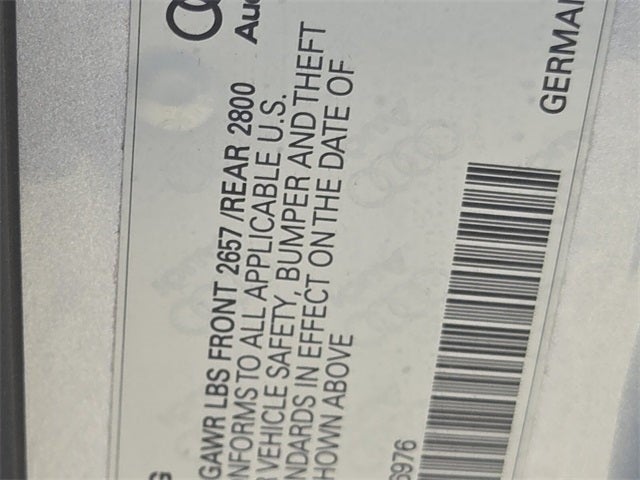 Au
G
GAWR LBS FRONT 2657 /REAR 2800
NFORMS TO ALL APPLICABLE U.S.
VEHICLE SAFETY, BUMPER AND THEFT
NDARDS IN EFFECT ON THE DATE OF
HOWN ABOVE
6976
GERMA